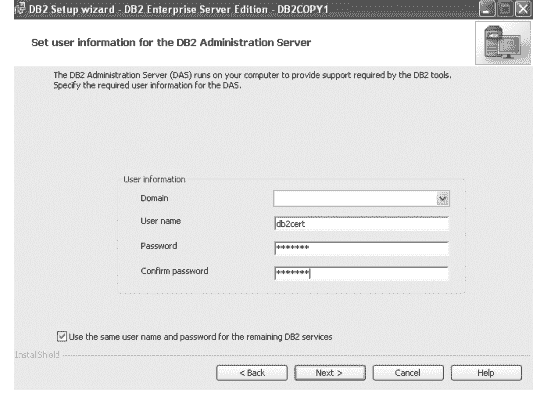 DB2 Setup wizard - DB2 Enterprise Server Edition - DB2COPY1
Set user information for the DB2 Administration Server
The DB2 Administration Server (DAS) runs on your computer to provide support required by the DB2 tools.
Specify the required user information for the DAS.
User information
Domain
User name
db2cert
Password
*******
Confirm password
*******
Use the same user name and password for the remaining DB2 services
InstallShield
< Back
Next >
Cancel
Help